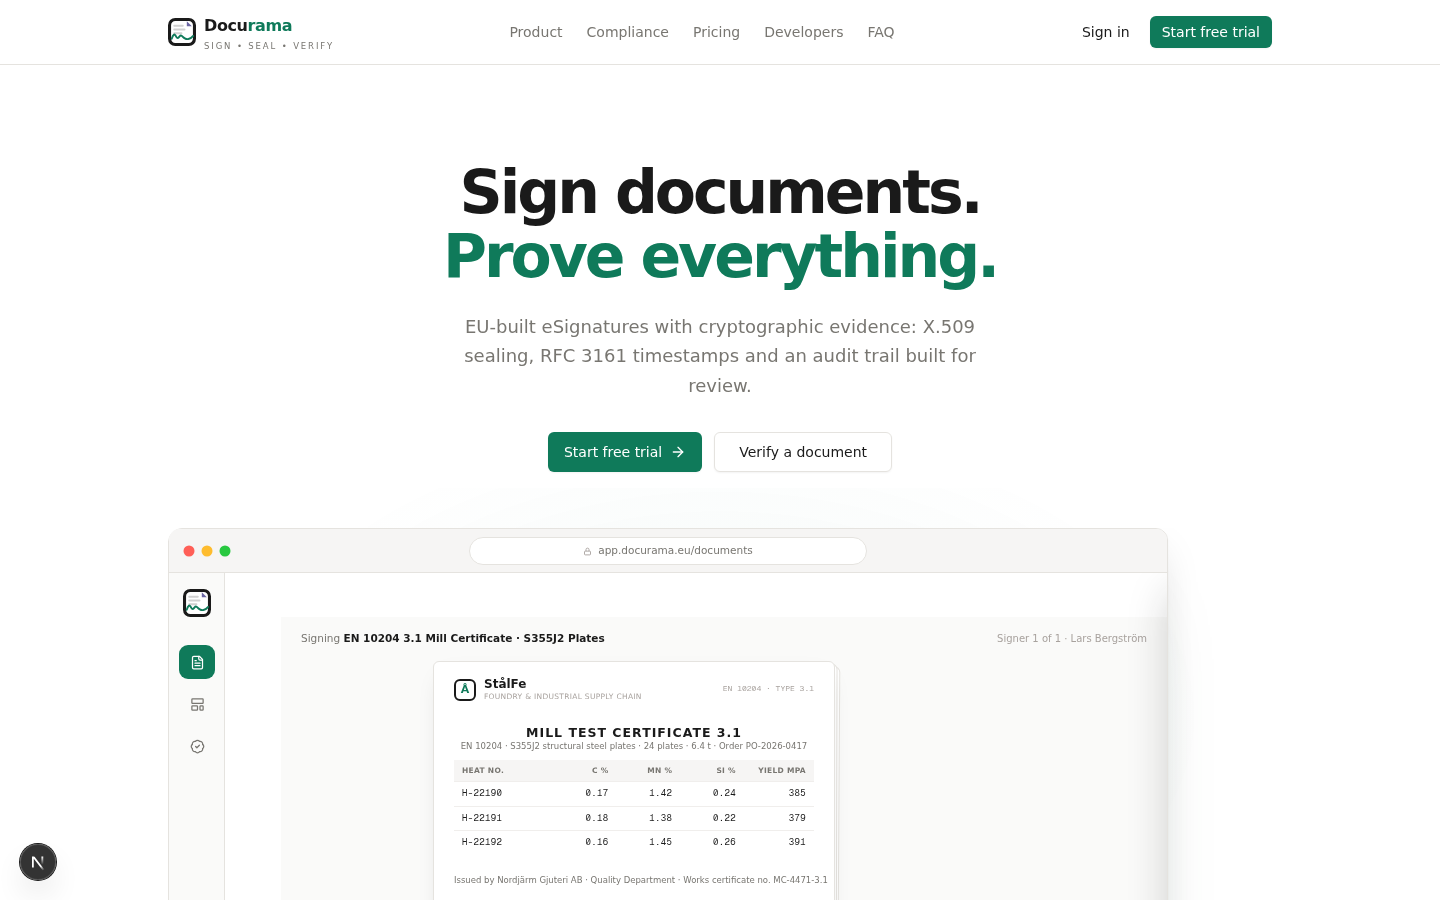 Docurama
SIGN • SEAL • VERIFY
Product
Compliance
Pricing
Developers
FAQ
Sign in
Start free trial
Sign documents.
Prove everything.
EU-built eSignatures with cryptographic evidence: X.509
sealing, RFC 3161 timestamps and an audit trail built for
review.
Start free trial
Verify a document
app.docurama.eu/documents
Signing EN 10204 3.1 Mill Certificate · S355J2 Plates
Signer 1 of 1 · Lars Bergström
Å
StålFe
FOUNDRY & INDUSTRIAL SUPPLY CHAIN
EN 10204 · TYPE 3.1
MILL TEST CERTIFICATE 3.1
EN 10204 · S355J2 structural steel plates · 24 plates · 6.4 t · Order PO-2026-0417
HEAT NO. C % MN % SI % YIELD MPA
H-22190 0.17 1.42 0.24 385
H-22191 0.18 1.38 0.22 379
H-22192 0.16 1.45 0.26 391
Issued by Nordjärm Gjuteri AB · Quality Department · Works certificate no. MC-4471-3.1
N